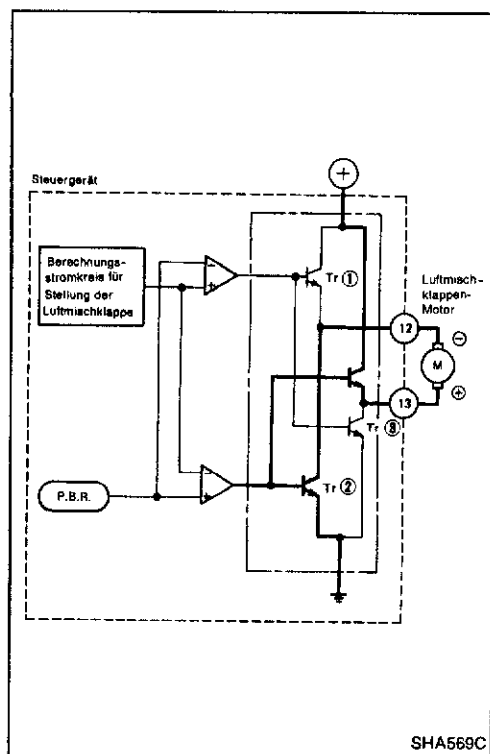 Steuergerät
+
Berechnungs-
stromkreis für
Stellung der
Luftmischklappe
−
+
Tr ①
Luftmisch-
klappen-
Motor
12
⊖
M
⊕
13
Tr ③
P.B.R.
−
+
Tr ②
SHA569C